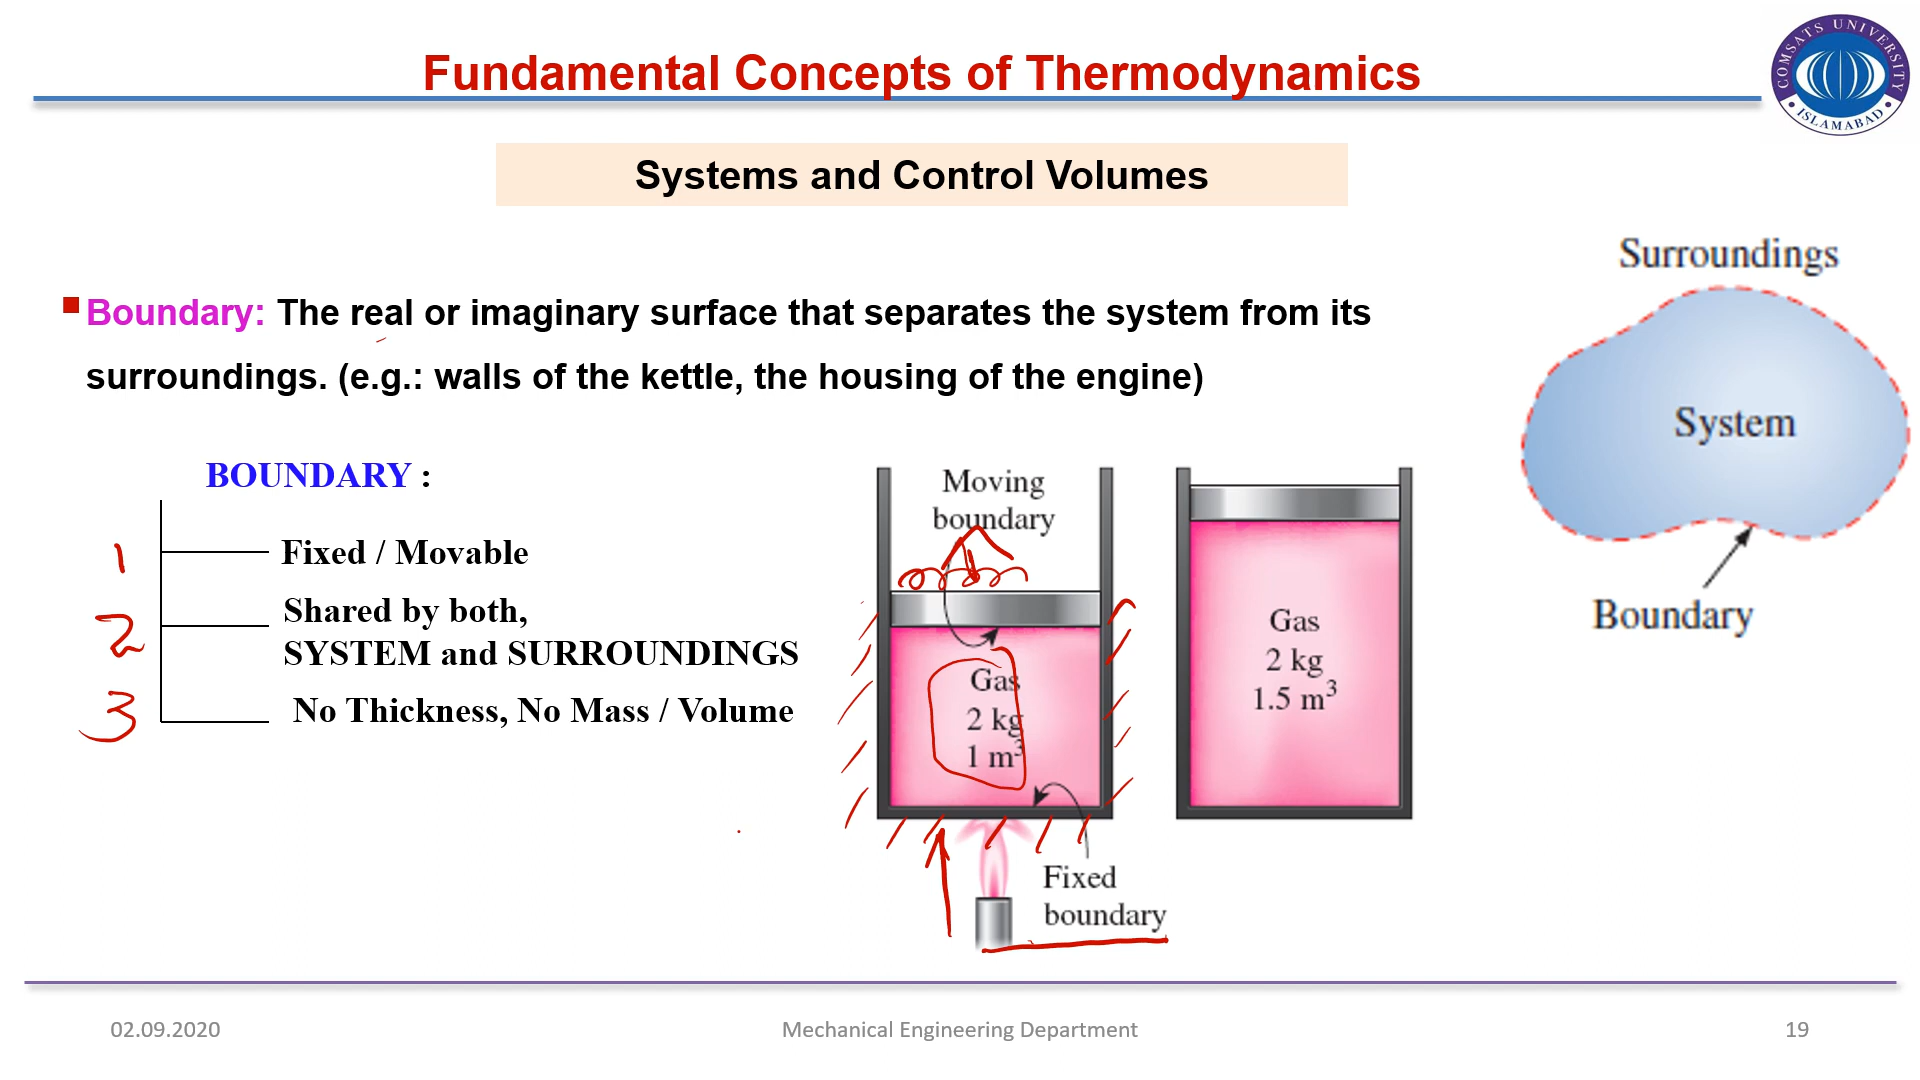 Fundamental Concepts of Thermodynamics
COMSATS UNIVERSITY
ISLAMABAD
Systems and Control Volumes
Boundary: The real or imaginary surface that separates the system from its
surroundings. (e.g.: walls of the kettle, the housing of the engine)
BOUNDARY :
1
Fixed / Movable
2
Shared by both,
SYSTEM and SURROUNDINGS
3
No Thickness, No Mass / Volume
Moving
boundary
Gas
2 kg
1 m³
Fixed
boundary
Gas
2 kg
1.5 m³
Surroundings
System
Boundary
02.09.2020
Mechanical Engineering Department
19